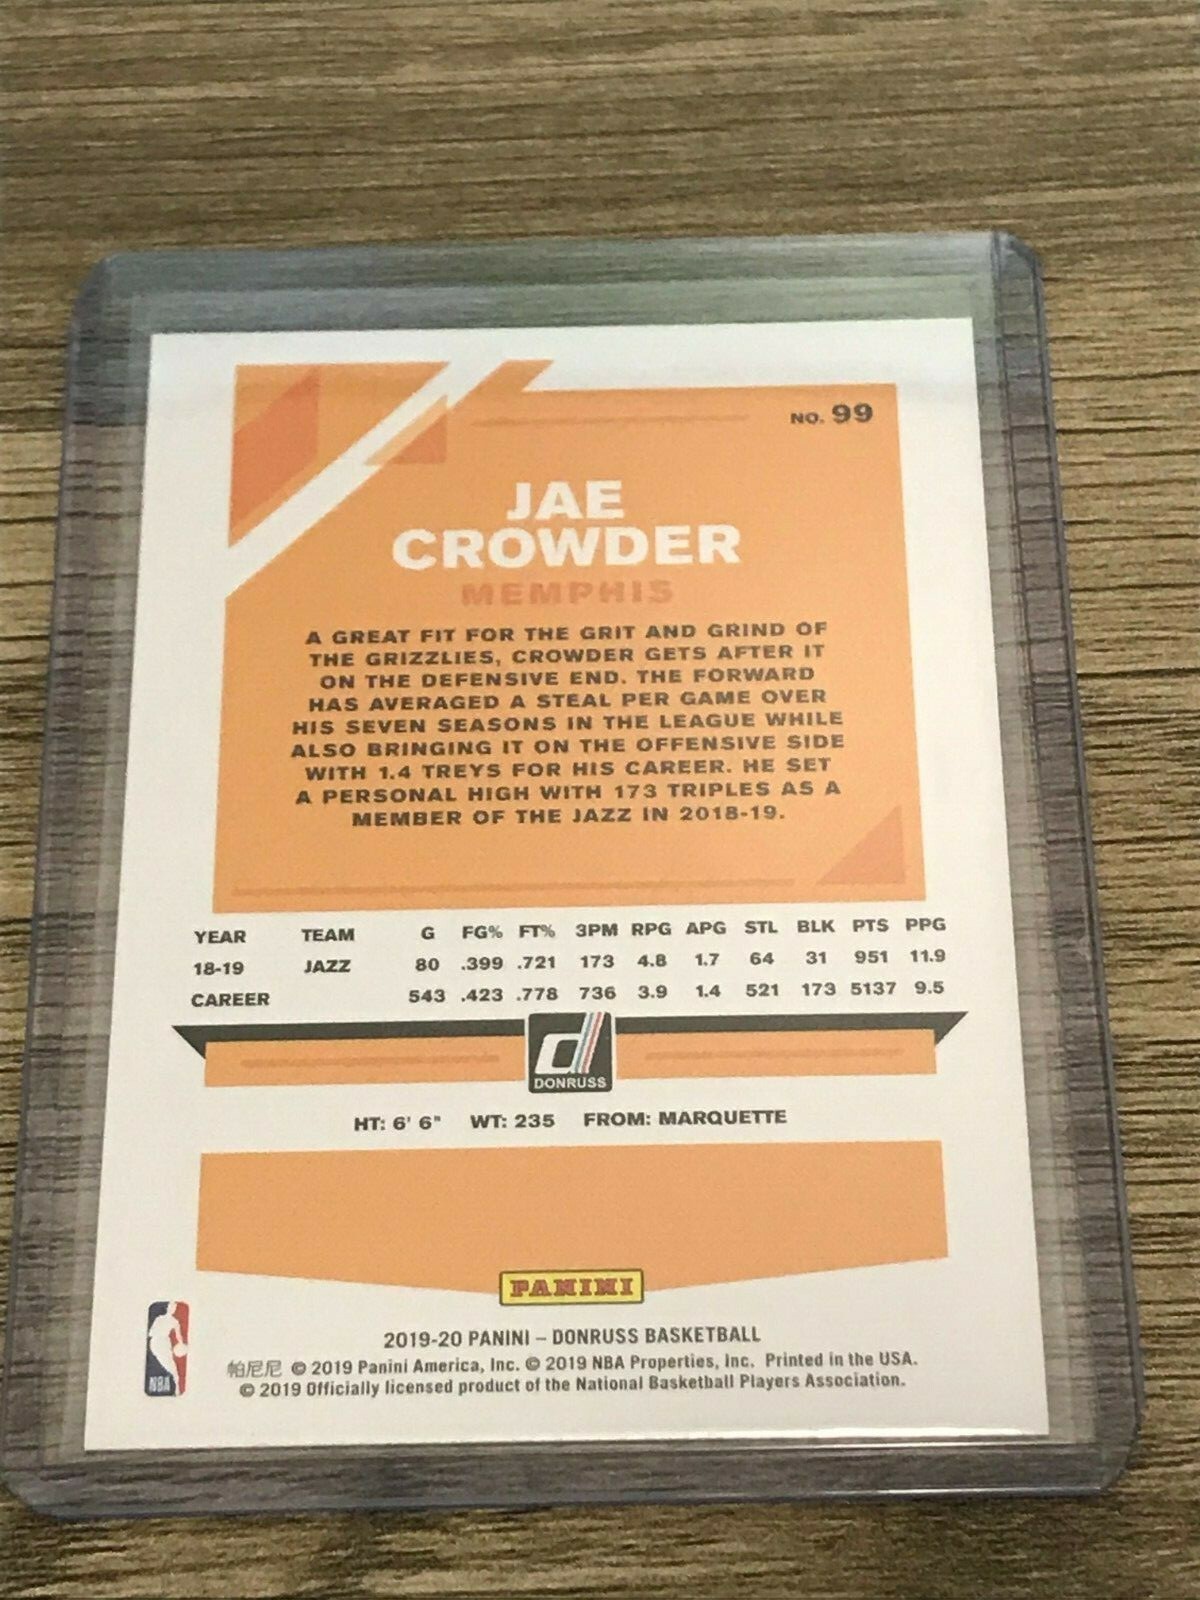 NO. 99
JAE
CROWDER
MEMPHIS
A GREAT FIT FOR THE GRIT AND GRIND OF
THE GRIZZLIES, CROWDER GETS AFTER IT
ON THE DEFENSIVE END. THE FORWARD
HAS AVERAGED A STEAL PER GAME OVER
HIS SEVEN SEASONS IN THE LEAGUE WHILE
ALSO BRINGING IT ON THE OFFENSIVE SIDE
WITH 1.4 TREYS FOR HIS CAREER. HE SET
A PERSONAL HIGH WITH 173 TRIPLES AS A
MEMBER OF THE JAZZ IN 2018-19.
YEAR TEAM G FG% FT% 3PM RPG APG STL BLK PTS PPG
18-19 JAZZ 80 .399 .721 173 4.8 1.7 64 31 951 11.9
CAREER 543 .423 .778 736 3.9 1.4 521 173 5137 9.5
d
DONRUSS
HT: 6' 6" WT: 235 FROM: MARQUETTE
PANINI
2019-20 PANINI – DONRUSS BASKETBALL
帕尼尼 © 2019 Panini America, Inc. © 2019 NBA Properties, Inc. Printed in the USA.
© 2019 Officially licensed product of the National Basketball Players Association.
NBA